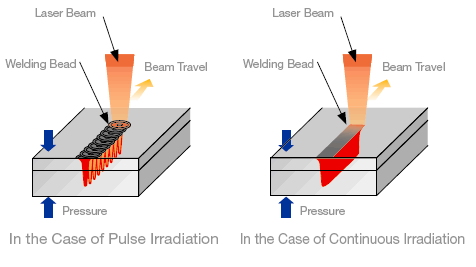 Laser Beam
Welding Bead
Beam Travel
Pressure
In the Case of Pulse Irradiation
Laser Beam
Welding Bead
Beam Travel
Pressure
In the Case of Continuous Irradiation